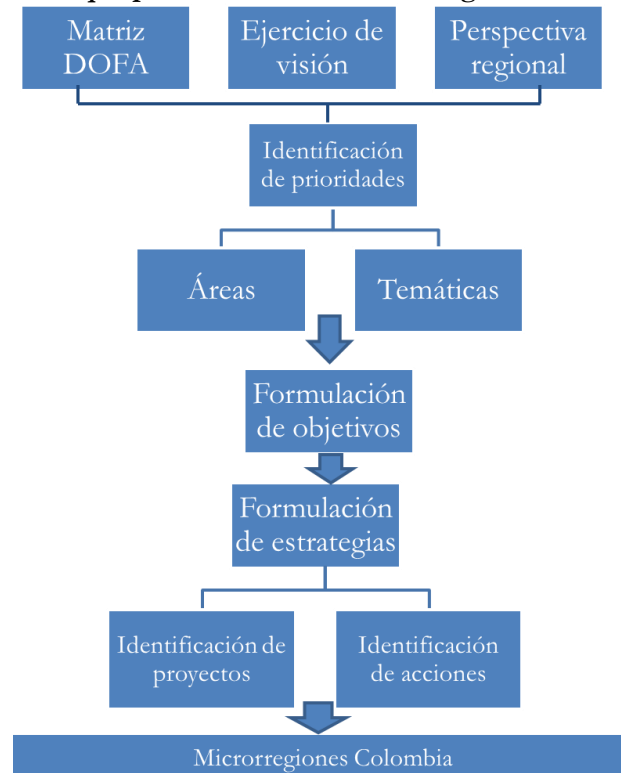 Matriz
DOFA
Ejercicio de
visión
Perspectiva
regional
Identificación
de prioridades
Áreas
Temáticas
Formulación
de objetivos
Formulación
de estrategias
Identificación de
proyectos
Identificación
de acciones
Microrregiones Colombia